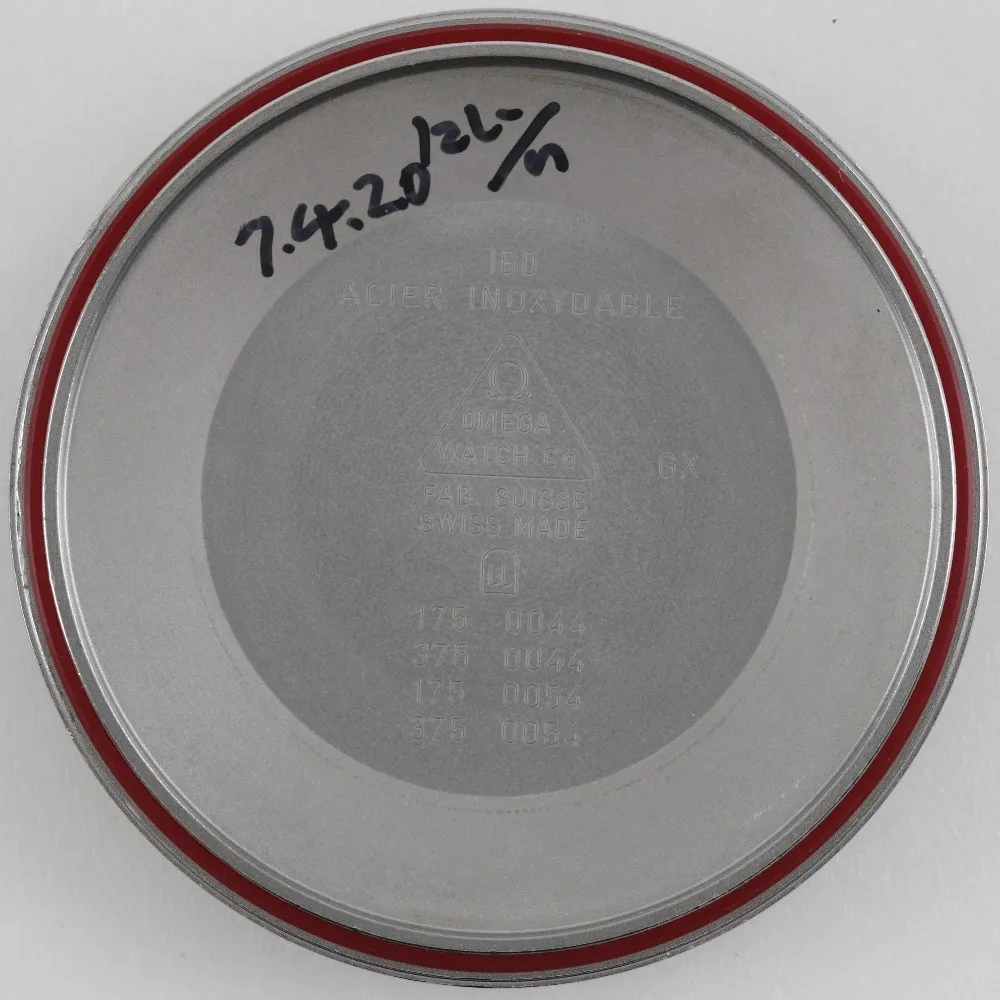 7.4.20
IBD
ACIER INOXYDABLE
Ω
OMEGA
WATCH Co
GX
FAB. SUISSE
SWISS MADE
175 0044
375 0044
175 0054
375 0054